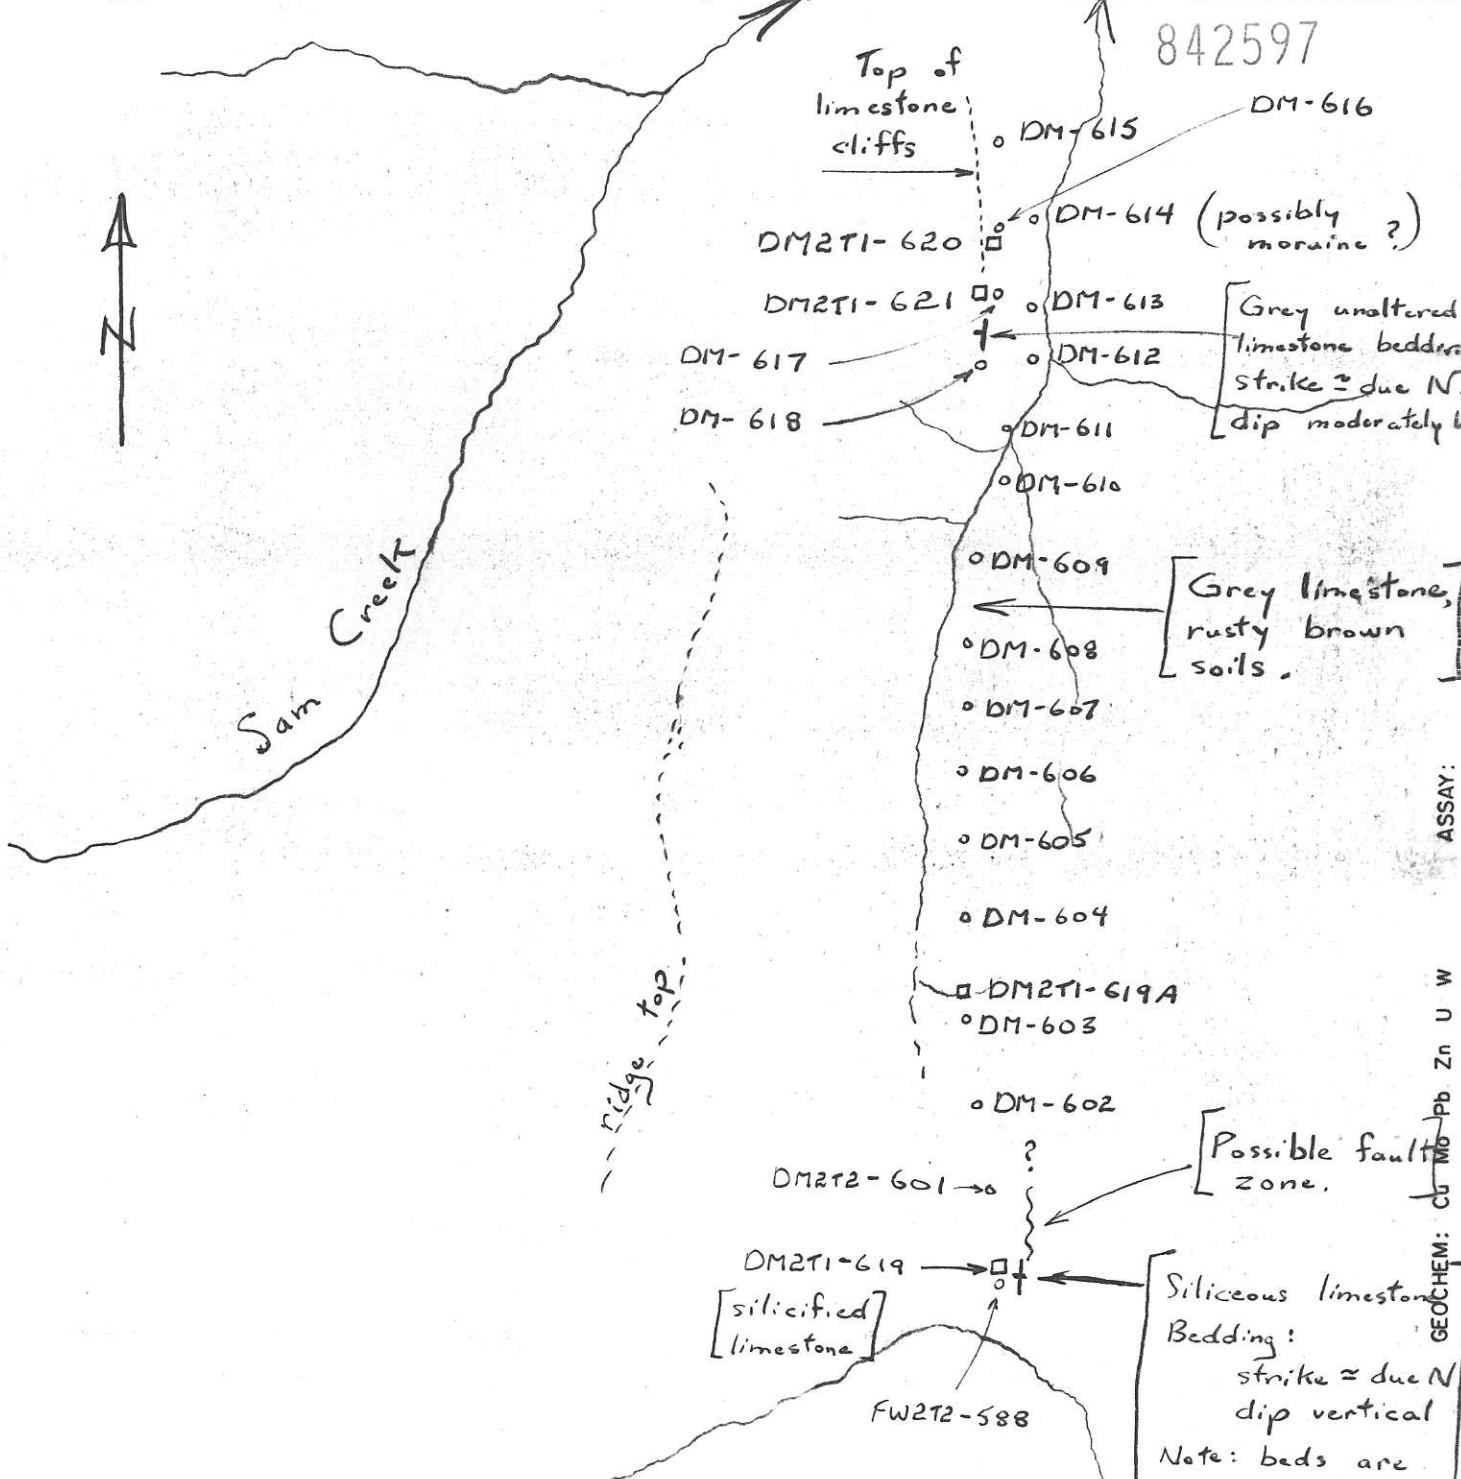 842597
Top of
limestone
cliffs
DM-616
DM-615
DM-614 (possibly
moraine ?)
DM2T1-620
DM2T1-621
DM-613
N
Grey unaltered
limestone
strike ≃ due N.
dip moderately
DM-617
DM-612
DM-618
DM-611
DM-610
DM-609
Grey limestone,
rusty brown
soils.
Sam Creek
DM-608
DM-607
DM-606
DM-605
DM-604
DM2T1-619A
DM-603
ridge top
DM-602
?
Possible fault
zone.
DM2T2-601
DM2T1-619
[silicified
limestone]
Siliceous limestone
Bedding:
strike ≃ due N
dip vertical
Note: beds are
FW2T2-588
GEOCHEM: Cu Mo Pb Zn U W
ASSAY: